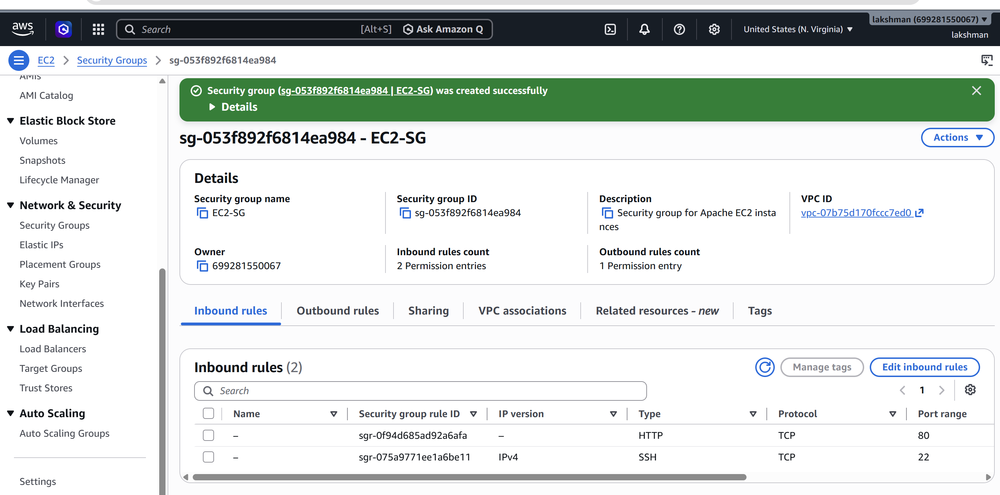 aws
Search
[Alt+S]
Ask Amazon Q
United States (N. Virginia)
lakshman (699281550067)
lakshman
EC2
Security Groups
sg-053f892f6814ea984
AMIs
AMI Catalog
Elastic Block Store
Volumes
Snapshots
Lifecycle Manager
Network & Security
Security Groups
Elastic IPs
Placement Groups
Key Pairs
Network Interfaces
Load Balancing
Load Balancers
Target Groups
Trust Stores
Auto Scaling
Auto Scaling Groups
Settings
Security group (sg-053f892f6814ea984 | EC2-SG) was created successfully
Details
sg-053f892f6814ea984 - EC2-SG
Actions
Details
Security group name
EC2-SG
Security group ID
sg-053f892f6814ea984
Description
Security group for Apache EC2 insta
nces
VPC ID
vpc-07b75d170fccc7ed0
Owner
699281550067
Inbound rules count
2 Permission entries
Outbound rules count
1 Permission entry
Inbound rules
Outbound rules
Sharing
VPC associations
Related resources - new
Tags
Inbound rules (2)
Manage tags
Edit inbound rules
Search
1
Name Security group rule ID IP version Type Protocol Port range
– sgr-0f94d685ad92a6afa – HTTP TCP 80
– sgr-075a9771ee1a6be11 IPv4 SSH TCP 22